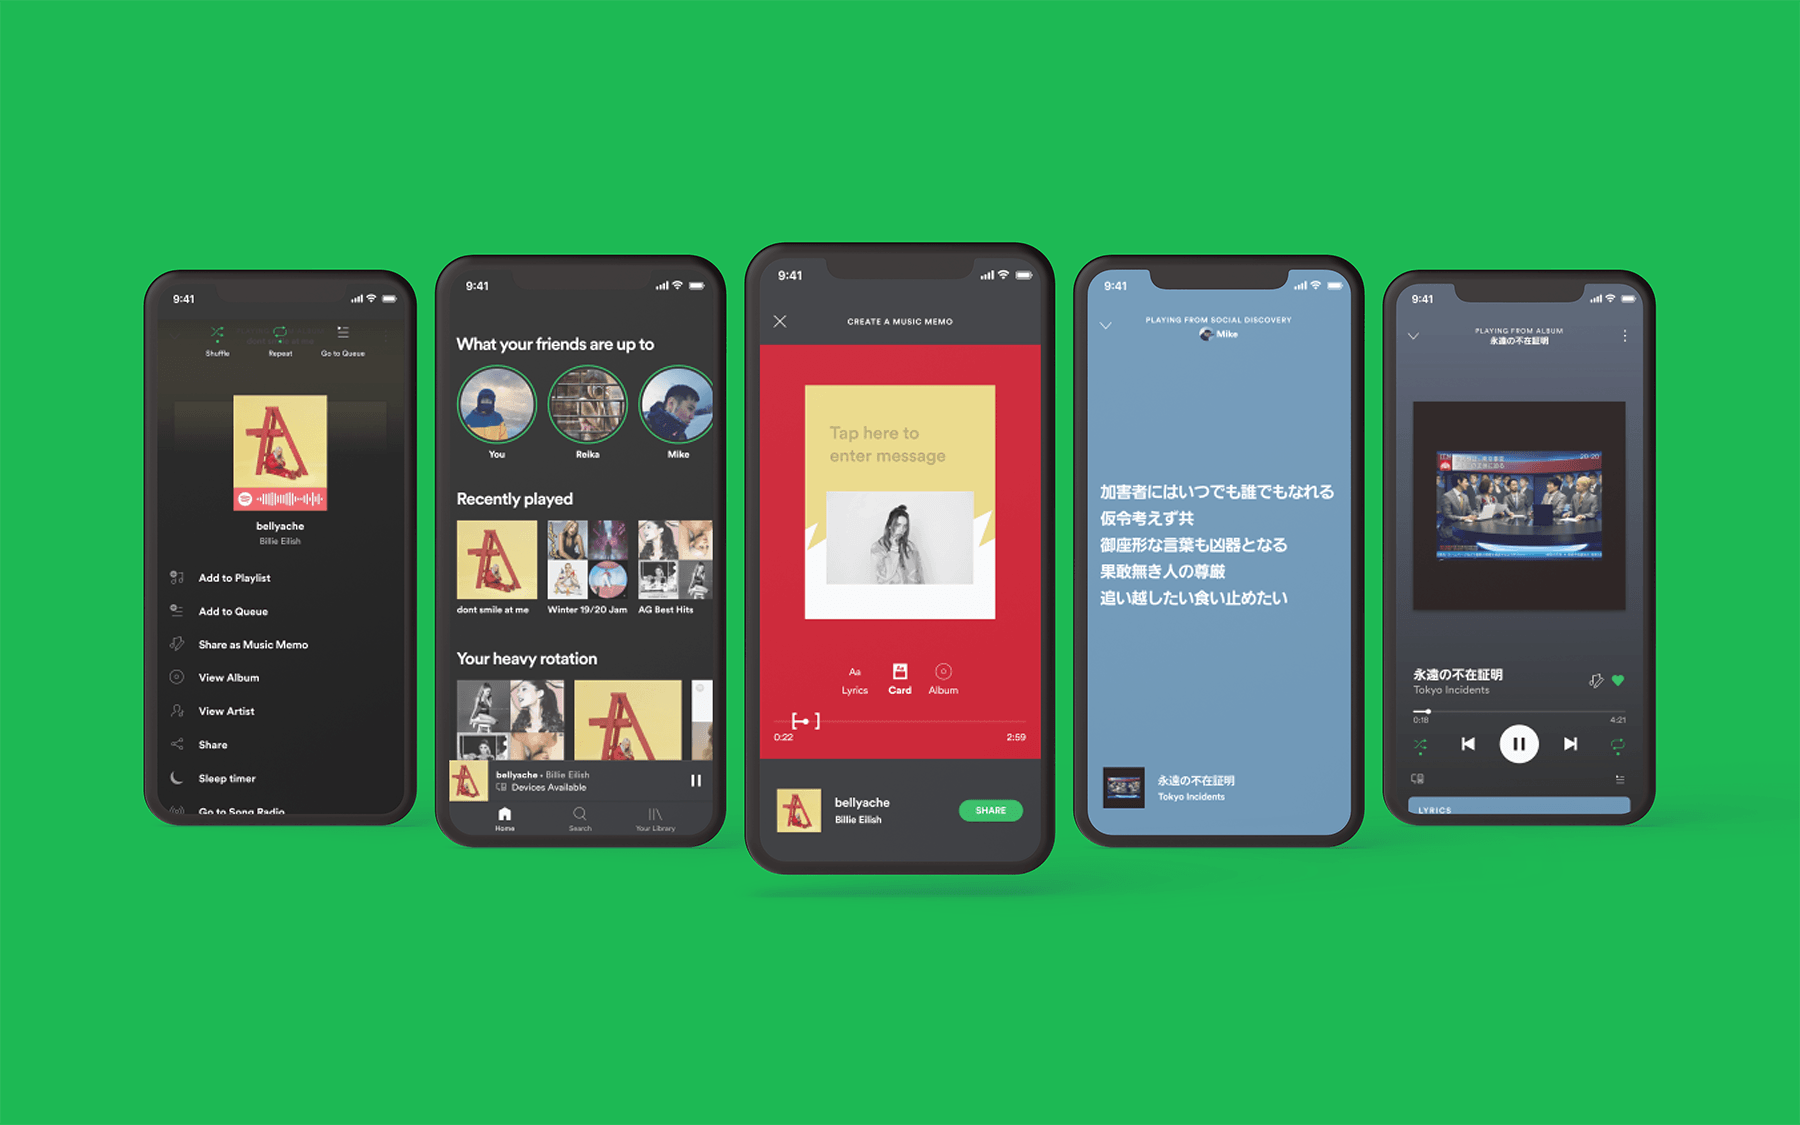 9:41
Shuffle
Repeat
Go to Queue
bellyache
Billie Eilish
Add to Playlist
Add to Queue
Share as Music Memo
View Album
View Artist
Share
Sleep timer
Go to Song Radio
9:41
What your friends are up to
You
Reika
Mike
Recently played
dont smile at me
Winter 19/20 Jam
AG Best Hits
Your heavy rotation
bellyache • Billie Eilish
Devices Available
Home
Search
Your Library
9:41
CREATE A MUSIC MEMO
Tap here to
enter message
Aa
Lyrics
Card
Album
0:22
2:59
bellyache
Billie Eilish
SHARE
9:41
PLAYING FROM SOCIAL DISCOVERY
Mike
加害者にはいつでも誰でもなれる
仮令考えず共
御座形な言葉も凶器となる
果敢無き人の尊厳
追い越したい食い止めたい
永遠の不在証明
Tokyo Incidents
9:41
PLAYING FROM ALBUM
永遠の不在証明
20:20
永遠の不在証明
Tokyo Incidents
0:18
4:21
LYRICS